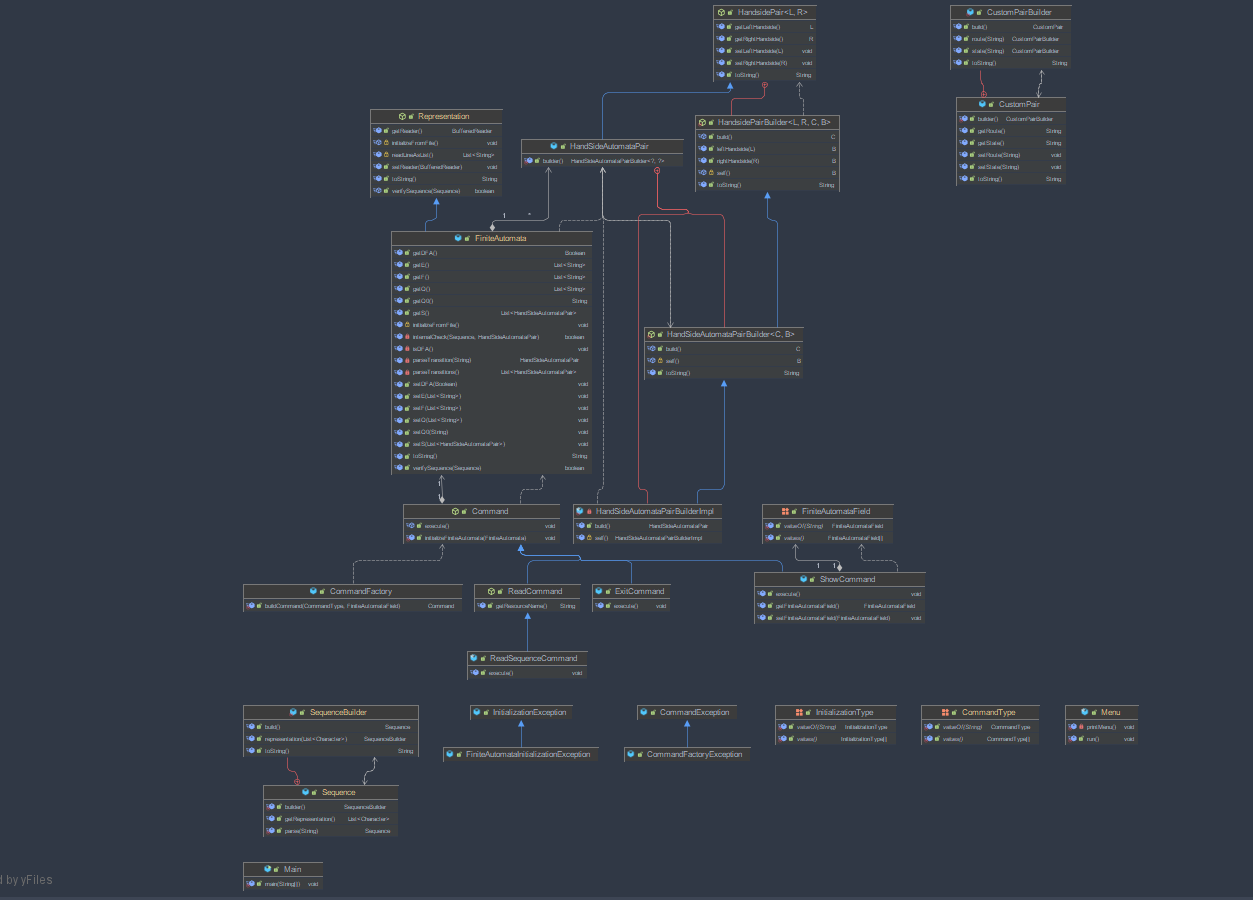 HandsidePair<L, R>
getLeftHandside() L
getRightHandside() R
setLeftHandside(L) void
setRightHandside(R) void
toString() String
CustomPairBuilder
build() CustomPair
route(String) CustomPairBuilder
state(String) CustomPairBuilder
toString() String
CustomPair
builder() CustomPairBuilder
getRoute() String
getState() String
setRoute(String) void
setState(String) void
toString() String
Representation
getReader() BufferedReader
initializeFromFile() void
readLineAsList() List<String>
setReader(BufferedReader) void
toString() String
verifySequence(Sequence) boolean
HandSideAutomataPair
builder() HandSideAutomataPairBuilder<?, ?>
HandsidePairBuilder<L, R, C, B>
build() C
leftHandside(L) B
rightHandside(R) B
self() B
toString() String
1
*
FiniteAutomata
getDFA() Boolean
getE() List<String>
getF() List<String>
getQ() List<String>
getQ0() String
getS() List<HandSideAutomataPair>
initializeFromFile() void
internalCheck(Sequence, HandSideAutomataPair) boolean
isDFA() void
parseTransition(String) HandSideAutomataPair
parseTransitions() List<HandSideAutomataPair>
setDFA(Boolean) void
setE(List<String>) void
setF(List<String>) void
setQ(List<String>) void
setQ0(String) void
setS(List<HandSideAutomataPair>) void
toString() String
verifySequence(Sequence) boolean
HandSideAutomataPairBuilder<C, B>
build() C
self() B
toString() String
1
1
Command
execute() void
initializeFiniteAutomata(FiniteAutomata) void
HandSideAutomataPairBuilderImpl
build() HandSideAutomataPair
self() HandSideAutomataPairBuilderImpl
FiniteAutomataField
valueOf(String) FiniteAutomataField
values() FiniteAutomataField[]
1
1
CommandFactory
buildCommand(CommandType, FiniteAutomataField) Command
ReadCommand
getResourceName() String
ExitCommand
execute() void
ShowCommand
execute() void
getFiniteAutomataField() FiniteAutomataField
setFiniteAutomataField(FiniteAutomataField) void
ReadSequenceCommand
execute() void
SequenceBuilder
build() Sequence
representation(List<Character>) SequenceBuilder
toString() String
InitializationException
FiniteAutomataInitializationException
CommandException
CommandFactoryException
InitializationType
valueOf(String) InitializationType
values() InitializationType[]
CommandType
valueOf(String) CommandType
values() CommandType[]
Menu
printMenu() void
run() void
Sequence
builder() SequenceBuilder
getRepresentation() List<Character>
parse(String) Sequence
Main
main(String[]) void
d by yFiles